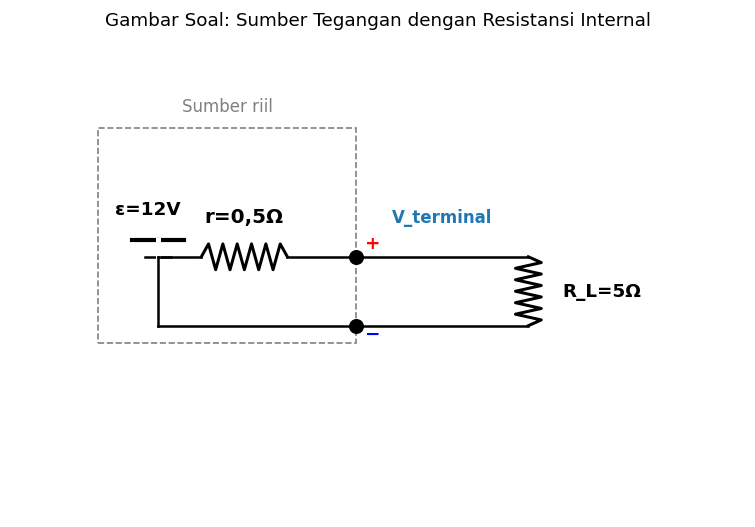 Gambar Soal: Sumber Tegangan dengan Resistansi Internal
Sumber riil
ε=12V
r=0,5Ω
V_terminal
+
R_L=5Ω
−